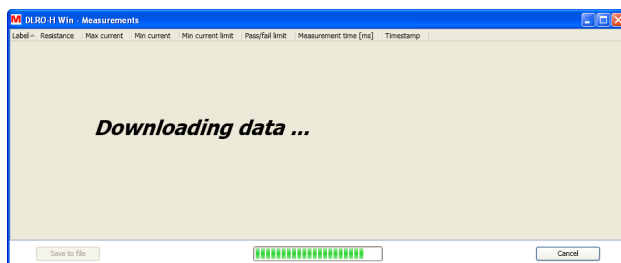 M DLRO-H Win - Measurements
Label Resistance Max current Min current Min current limit Pass/fail limit Measurement time [ms] Timestamp
Downloading data ...
Save to file Cancel